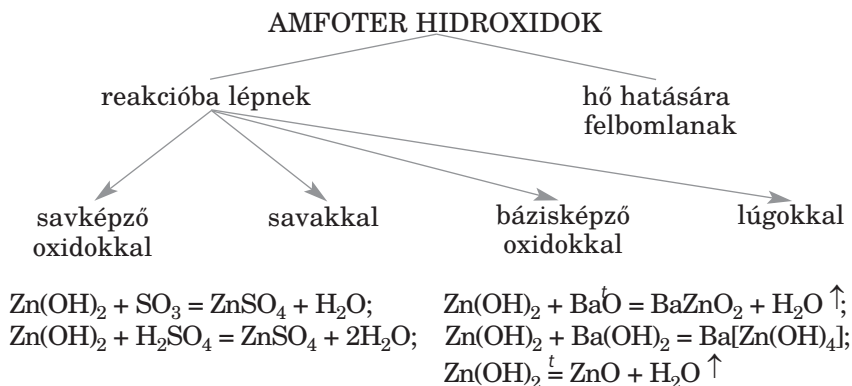 AMFOTER HIDROXIDOK
reakcióba lépnek
hő hatására
felbomlanak
savképző
oxidokkal
savakkal
bázisképző
oxidokkal
lúgokkal
Zn(OH)₂ + SO₃ = ZnSO₄ + H₂O;
Zn(OH)₂ + H₂SO₄ = ZnSO₄ + 2H₂O;
Zn(OH)₂ + BaO t = BaZnO₂ + H₂O ↑;
Zn(OH)₂ + Ba(OH)₂ = Ba[Zn(OH)₄];
Zn(OH)₂ t = ZnO + H₂O ↑